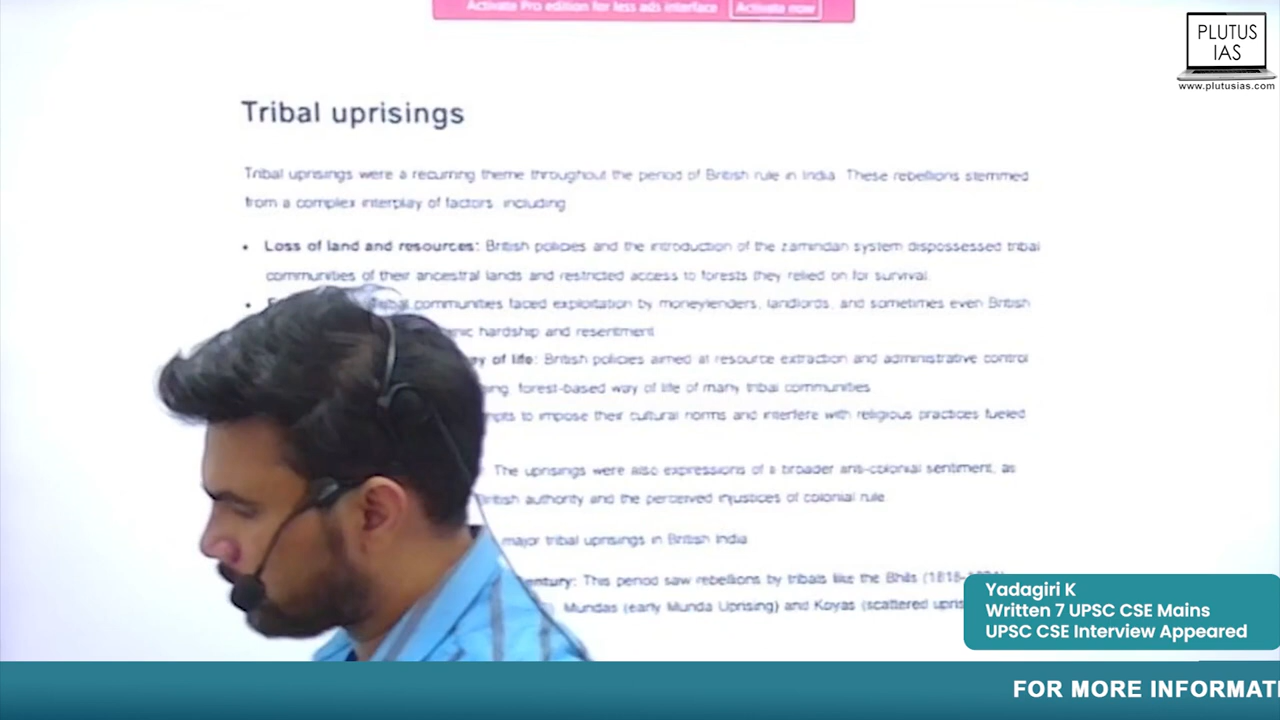 Activate Pro edition for less ads interface Activate now
PLUTUS
IAS
www.plutusias.com
Tribal uprisings
Tribal uprisings were a recurring theme throughout the period of British rule in India. These rebellions stemmed
from a complex interplay of factors, including
• Loss of land and resources: British policies and the introduction of the zamindari system dispossessed tribal
communities of their ancestral lands and restricted access to forests they relied on for survival.
• Tribal communities faced exploitation by moneylenders, landlords, and sometimes even British
hardship and resentment
of life: British policies aimed at resource extraction and administrative control
forest-based way of life of many tribal communities
to impose their cultural norms and interfere with religious practices fueled
The uprisings were also expressions of a broader anti-colonial sentiment, as
British authority and the perceived injustices of colonial rule
major tribal uprisings in British India
This period saw rebellions by tribals like the Bhils (1818-
Mundas (early Munda Uprising) and Koyas (scattered
Yadagiri K
Written 7 UPSC CSE Mains
UPSC CSE Interview Appeared
FOR MORE